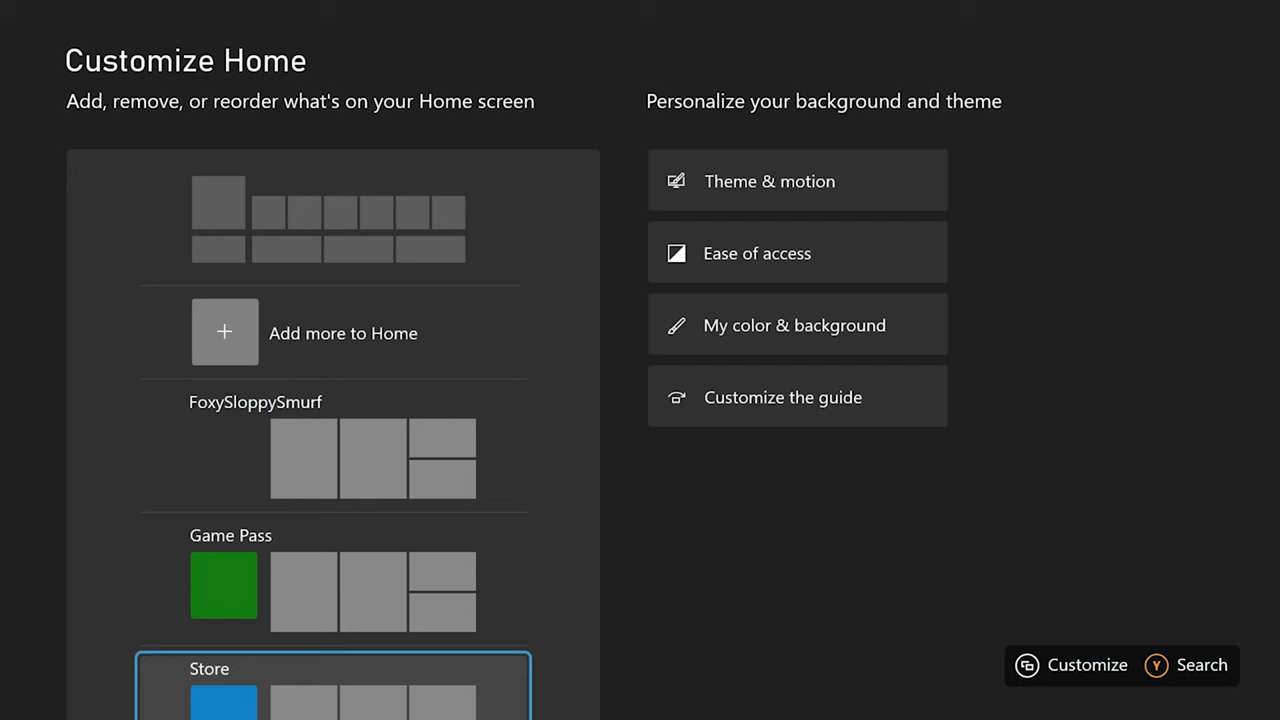 Customize Home
Add, remove, or reorder what's on your Home screen
Add more to Home
FoxySloppySmurf
Game Pass
Store
Personalize your background and theme
Theme & motion
Ease of access
My color & background
Customize the guide
Customize
Y Search